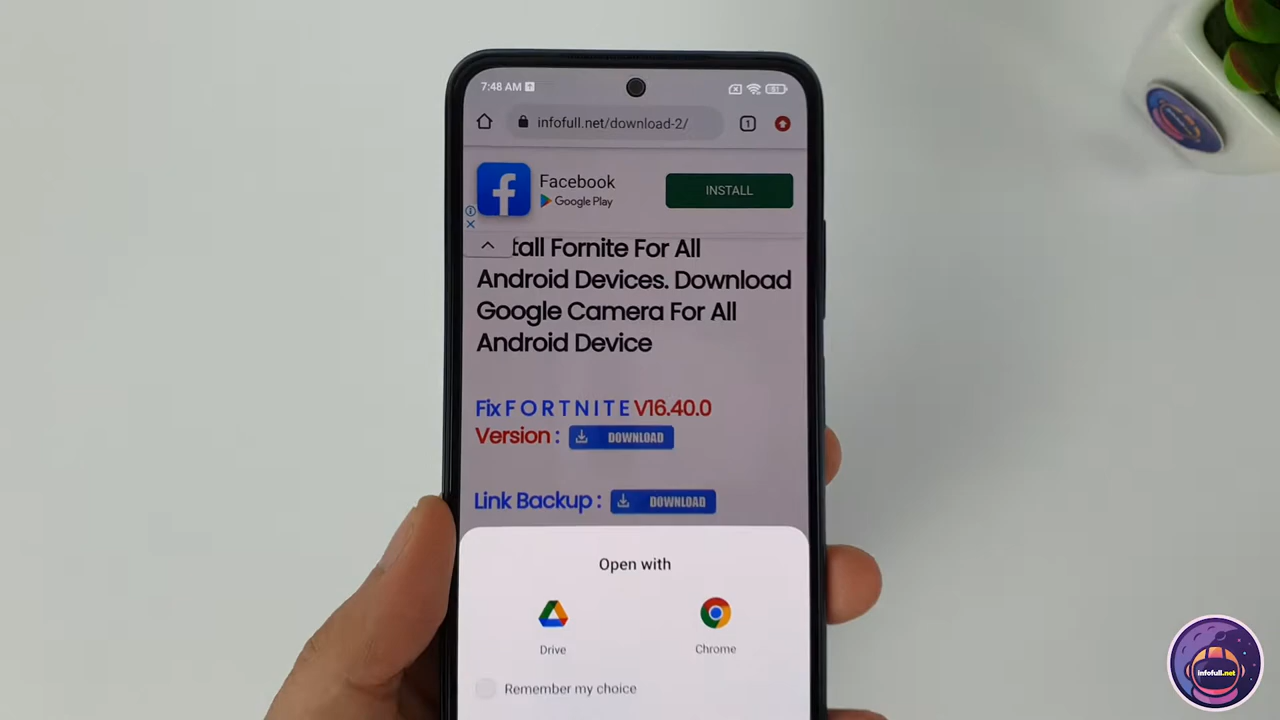 7:48 AM
81
infofull.net/download-2/
1
Facebook
Google Play
INSTALL
tall Fornite For All
Android Devices. Download
Google Camera For All
Android Device
Fix F O R T N I T E V16.40.0
Version : DOWNLOAD
Link Backup : DOWNLOAD
Open with
Drive
Chrome
Remember my choice
infofull.net